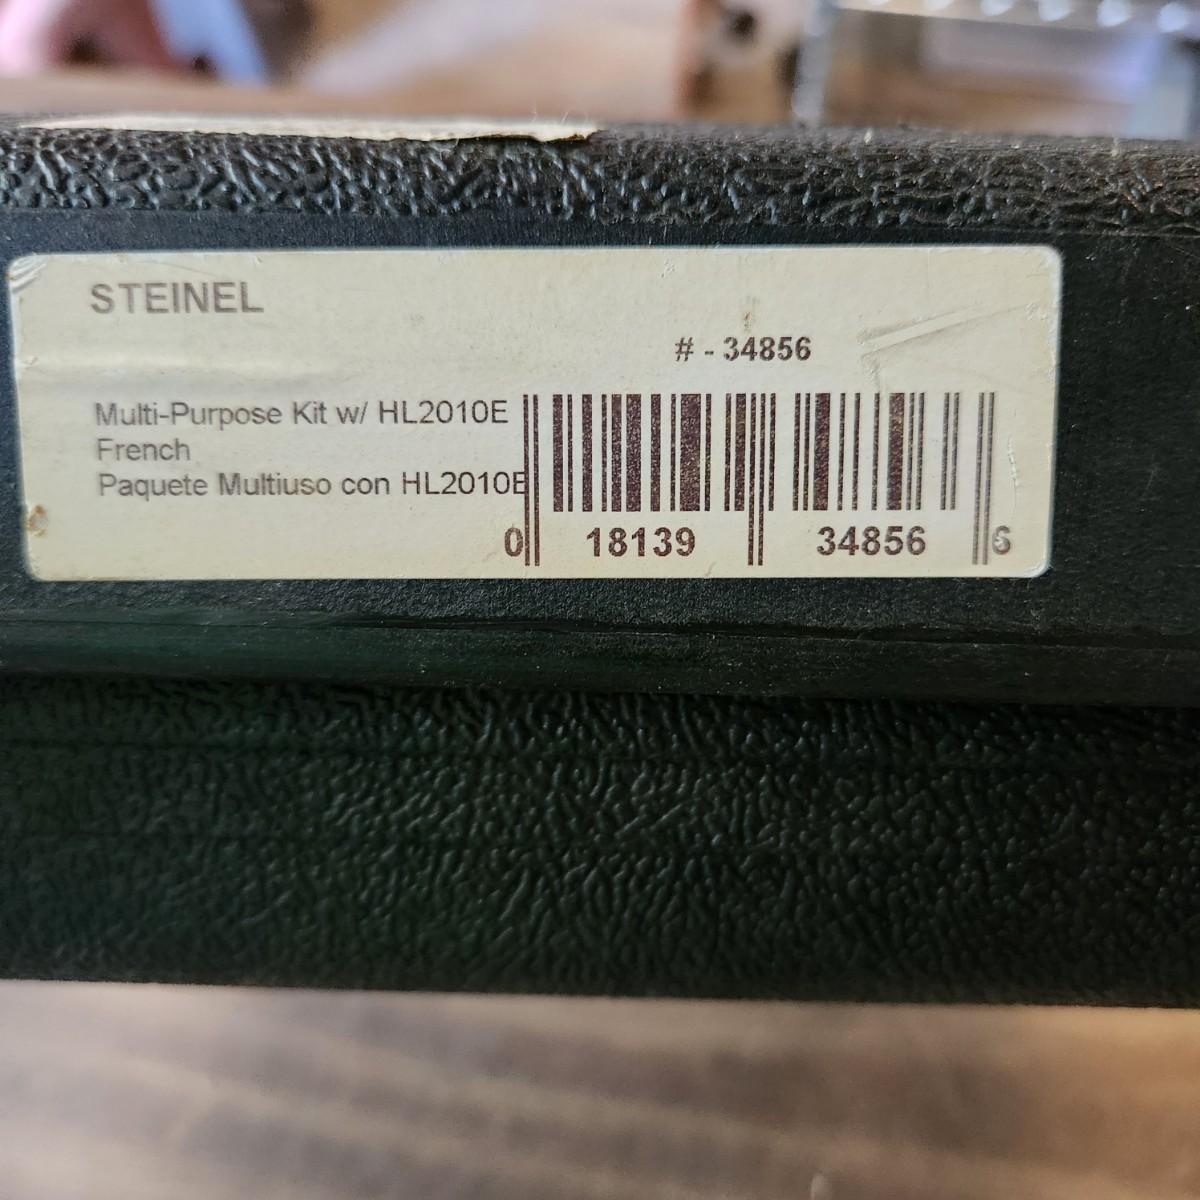 STEINEL
# - 34856
Multi-Purpose Kit w/ HL2010E
French
Paquete Multiuso con HL2010E
0 18139 34856 6